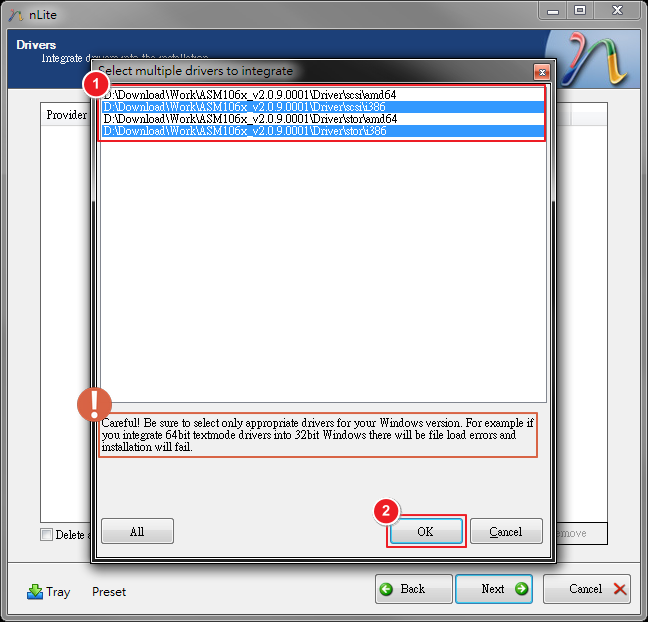 nLite
Drivers
Integrate drivers into the installation
Select multiple drivers to integrate
1
D:\Download\Work\ASM106x_v2.0.9.0001\Driver\scsi\amd64
D:\Download\Work\ASM106x_v2.0.9.0001\Driver\scsi\i386
D:\Download\Work\ASM106x_v2.0.9.0001\Driver\stor\amd64
D:\Download\Work\ASM106x_v2.0.9.0001\Driver\stor\i386
Provider
!
Careful! Be sure to select only appropriate drivers for your Windows version. For example if
you integrate 64bit textmode drivers into 32bit Windows there will be file load errors and
installation will fail.
2
All
OK
Cancel
Delete
Tray
Preset
Back
Next
Cancel